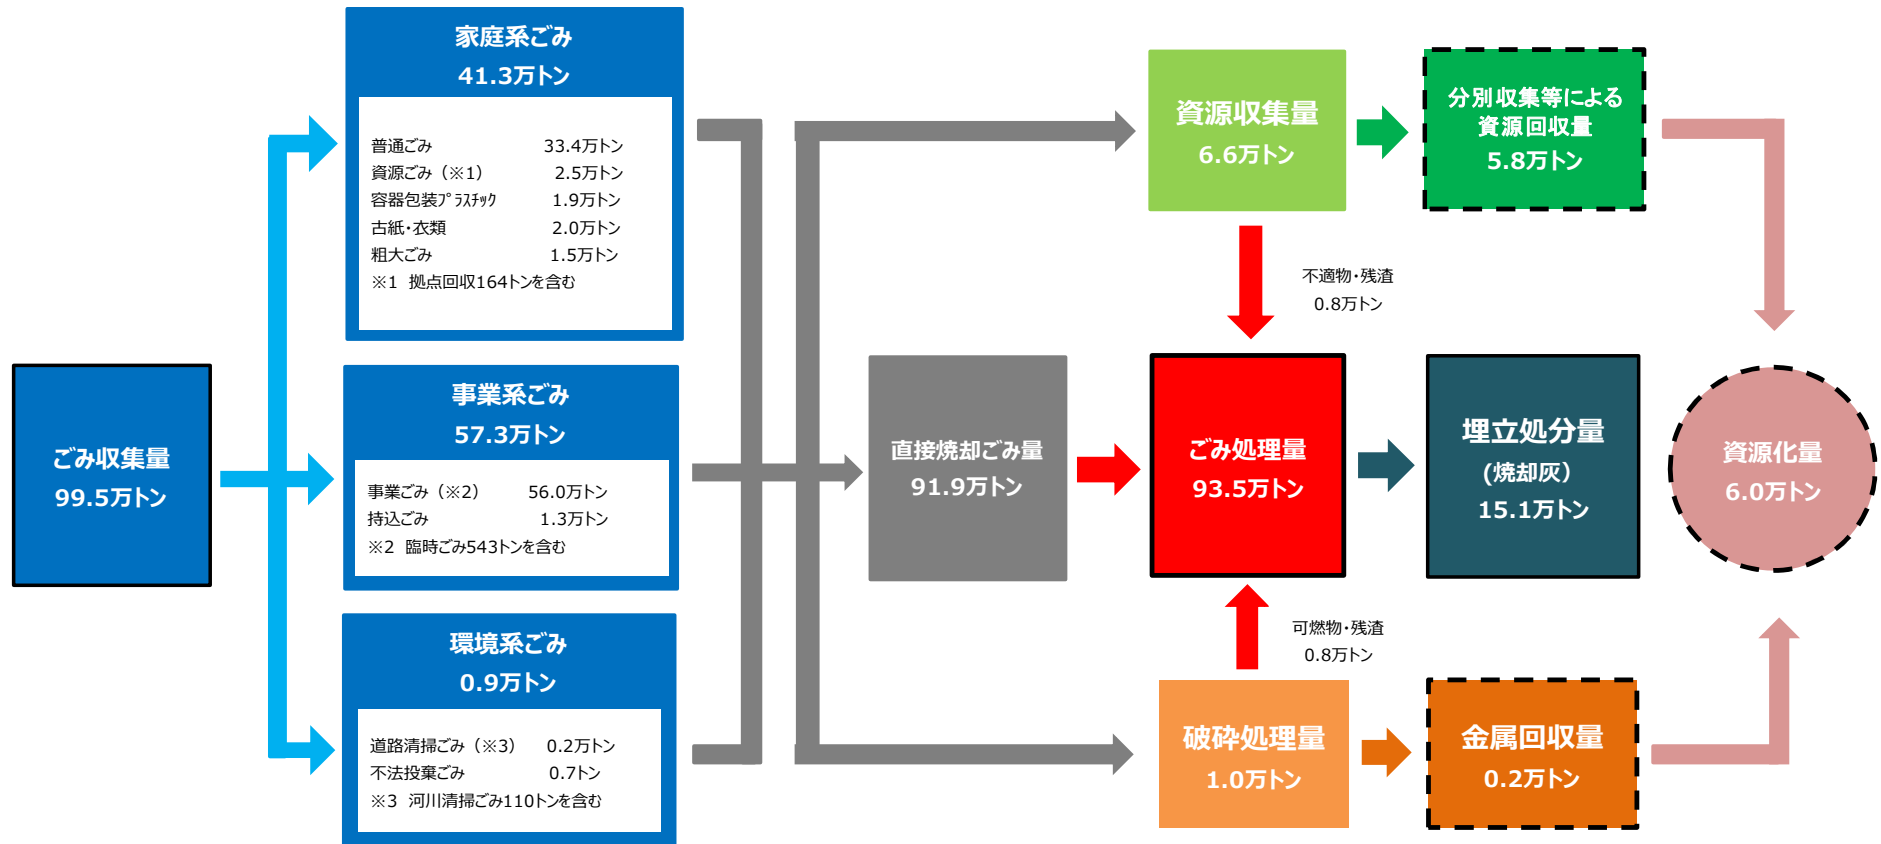 ごみ収集量
99.5万トン
家庭系ごみ
41.3万トン
普通ごみ 33.4万トン
資源ごみ（※1） 2.5万トン
容器包装ﾌﾟﾗｽﾁｯｸ 1.9万トン
古紙・衣類 2.0万トン
粗大ごみ 1.5万トン
※1 拠点回収164トンを含む
事業系ごみ
57.3万トン
事業ごみ（※2） 56.0万トン
持込ごみ 1.3万トン
※2 臨時ごみ543トンを含む
環境系ごみ
0.9万トン
道路清掃ごみ（※3） 0.2万トン
不法投棄ごみ 0.7トン
※3 河川清掃ごみ110トンを含む
直接焼却ごみ量
91.9万トン
資源収集量
6.6万トン
不適物・残渣
0.8万トン
ごみ処理量
93.5万トン
可燃物・残渣
0.8万トン
破砕処理量
1.0万トン
分別収集等による
資源回収量
5.8万トン
埋立処分量
(焼却灰）
15.1万トン
金属回収量
0.2万トン
資源化量
6.0万トン